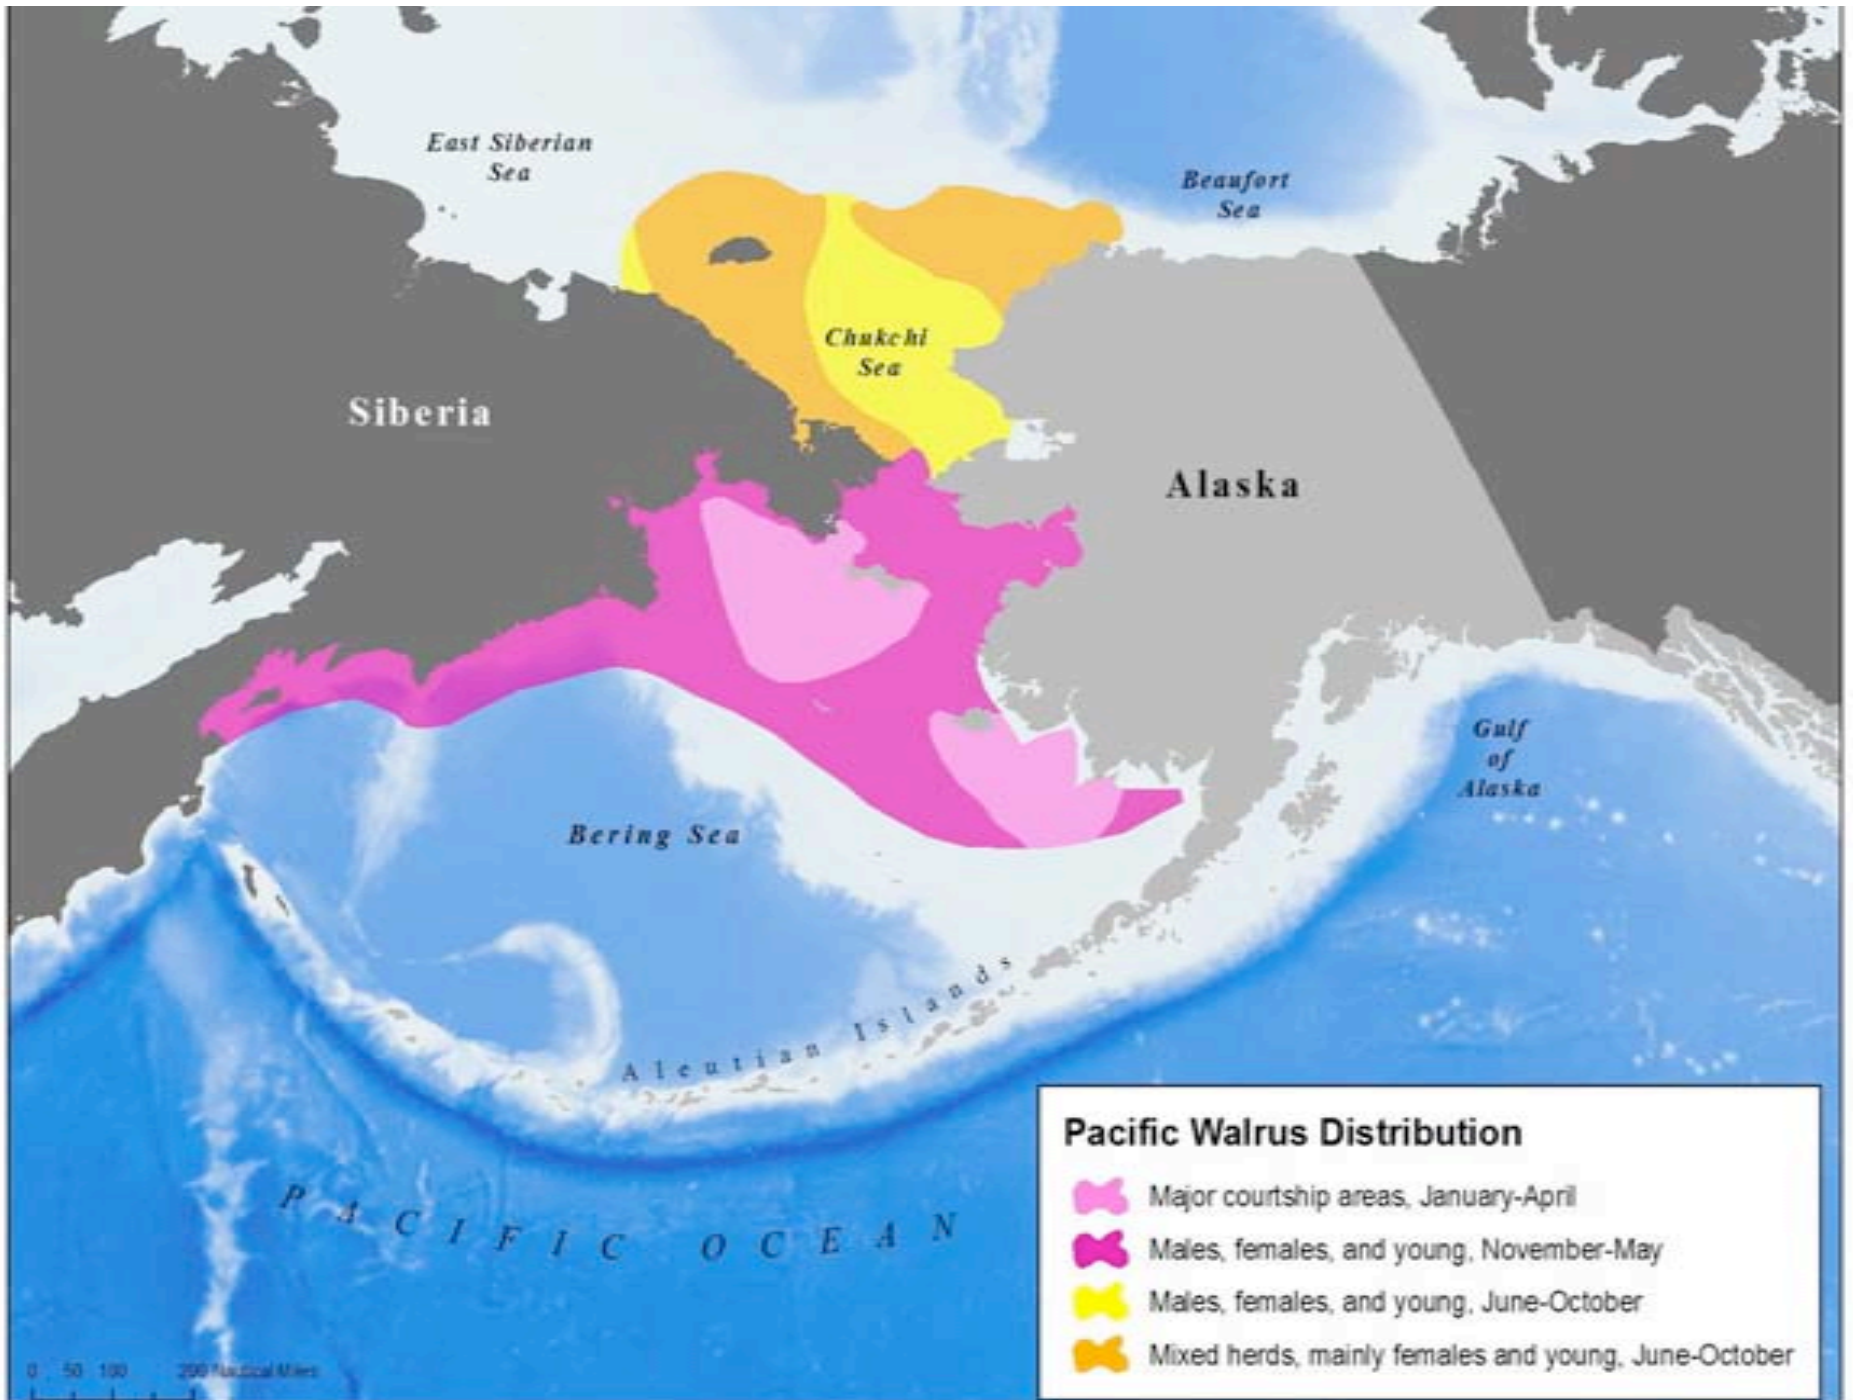 East Siberian
Sea
Beaufort
Sea
Chukchi
Sea
Siberia
Alaska
Gulf
of
Alaska
Bering Sea
Aleutian Islands
PACIFIC OCEAN
Pacific Walrus Distribution
Major courtship areas, January-April
Males, females, and young, November-May
Males, females, and young, June-October
Mixed herds, mainly females and young, June-October
0 50 100 200 Nautical Miles